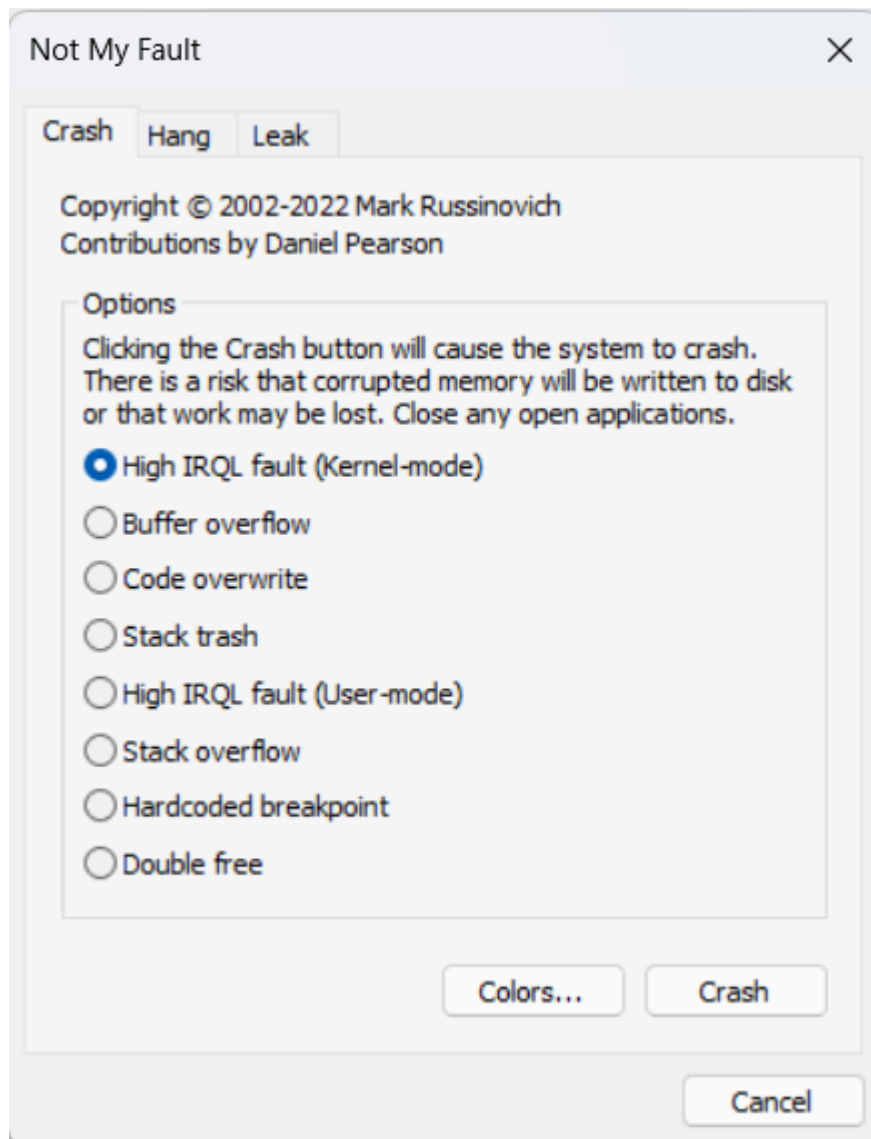 Not My Fault
Crash
Hang
Leak
Copyright © 2002-2022 Mark Russinovich
Contributions by Daniel Pearson
Options
Clicking the Crash button will cause the system to crash.
There is a risk that corrupted memory will be written to disk
or that work may be lost. Close any open applications.
High IRQL fault (Kernel-mode)
Buffer overflow
Code overwrite
Stack trash
High IRQL fault (User-mode)
Stack overflow
Hardcoded breakpoint
Double free
Colors...
Crash
Cancel